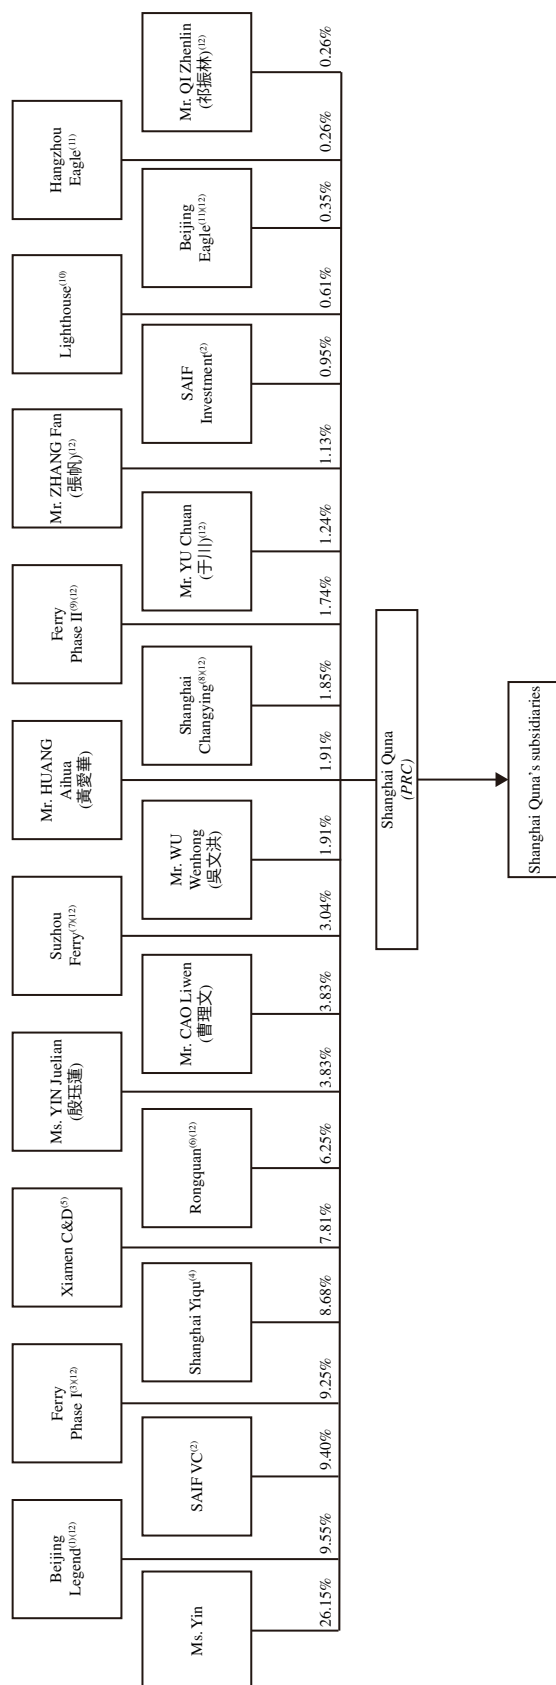 Beijing
Legend(1)(12)
Ferry
Phase I(3)(12)
Xiamen C&D(5)
Ms. YIN Juelian
(殷珏蓮)
Suzhou
Ferry(7)(12)
Mr. HUANG
Aihua
(黃愛華)
Ferry
Phase II(9)(12)
Mr. ZHANG Fan
(張帆)(12)
Lighthouse(10)
Hangzhou
Eagle(11)
Ms. Yin
SAIF VC(2)
Shanghai Yiqu(4)
Rongquan(6)(12)
Mr. CAO Liwen
(曹理文)
Mr. WU
Wenhong
(吳文洪)
Shanghai
Changying(8)(12)
Mr. YU Chuan
(于川)(12)
SAIF
Investment(2)
Beijing
Eagle(11)(12)
Mr. QI Zhenlin
(祁振林)(12)
26.15%
9.55%
9.40%
9.25%
8.68%
7.81%
6.25%
3.83%
3.83%
3.04%
1.91%
1.91%
1.85%
1.74%
1.24%
1.13%
0.95%
0.61%
0.35%
0.26%
0.26%
Shanghai Quna
(PRC)
Shanghai Quna's subsidiaries